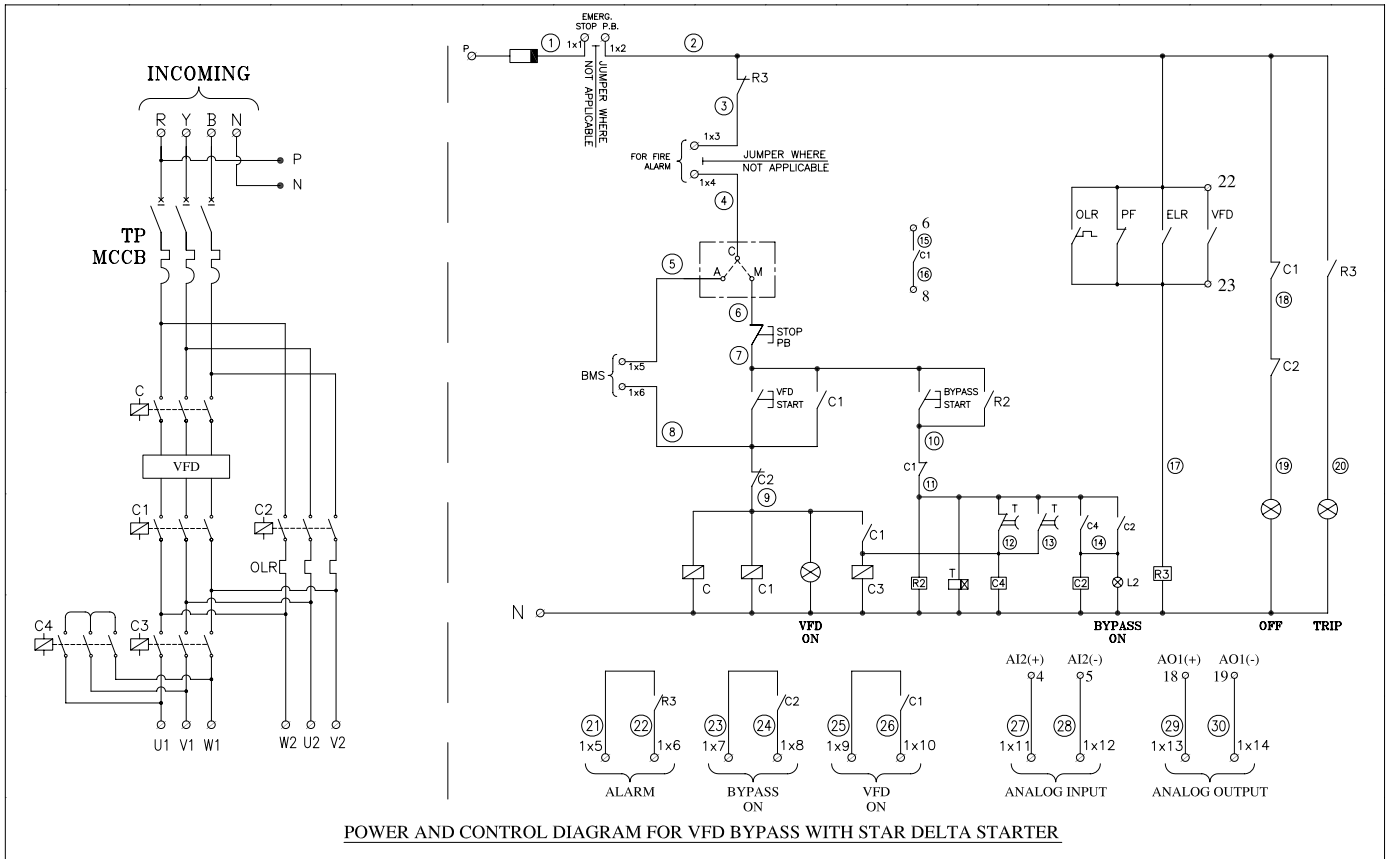 INCOMING
R Y B N
P
N
TP
MCCB
C
VFD
C1
C2
OLR
C4
C3
U1 V1 W1 W2 U2 V2
P
1
EMERG.
STOP P.B.
1x1
1x2
JUMPER WHERE
NOT APPLICABLE
2
R3
3
1x3
FOR FIRE
ALARM
JUMPER WHERE
NOT APPLICABLE
1x4
4
C
A
M
5
6
STOP
PB
7
BMS
1x5
1x6
VFD
START
C1
BYPASS
START
R2
8
10
C2
9
C1
11
6
15
C1
16
8
22
OLR PF ELR VFD
23
C1
18
C2
R3
17
19
20
C1
T
12
T
13
C4
14
C2
C
C1
C3
R2
T
C4
C2
L2
R3
N
VFD
ON
BYPASS
ON
OFF
TRIP
R3
21
22
1x5
1x6
ALARM
C2
23
24
1x7
1x8
BYPASS
ON
C1
25
26
1x9
1x10
VFD
ON
AI2(+)
4
AI2(-)
5
27
28
1x11
1x12
ANALOG INPUT
AO1(+)
18
AO1(-)
19
29
30
1x13
1x14
ANALOG OUTPUT
POWER AND CONTROL DIAGRAM FOR VFD BYPASS WITH STAR DELTA STARTER